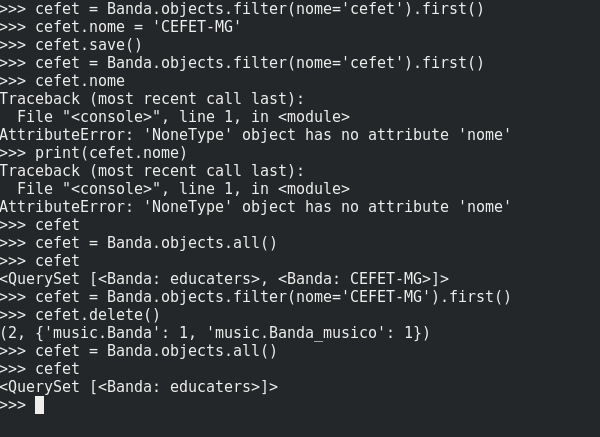 >>> cefet = Banda.objects.filter(nome='cefet').first()
>>> cefet.nome = 'CEFET-MG'
>>> cefet.save()
>>> cefet = Banda.objects.filter(nome='cefet').first()
>>> cefet.nome
Traceback (most recent call last):
  File "<console>", line 1, in <module>
AttributeError: 'NoneType' object has no attribute 'nome'
>>> print(cefet.nome)
Traceback (most recent call last):
  File "<console>", line 1, in <module>
AttributeError: 'NoneType' object has no attribute 'nome'
>>> cefet
>>> cefet = Banda.objects.all()
>>> cefet
<QuerySet [<Banda: educaters>, <Banda: CEFET-MG>]>
>>> cefet = Banda.objects.filter(nome='CEFET-MG').first()
>>> cefet.delete()
(2, {'music.Banda': 1, 'music.Banda_musico': 1})
>>> cefet = Banda.objects.all()
>>> cefet
<QuerySet [<Banda: educaters>]>
>>>